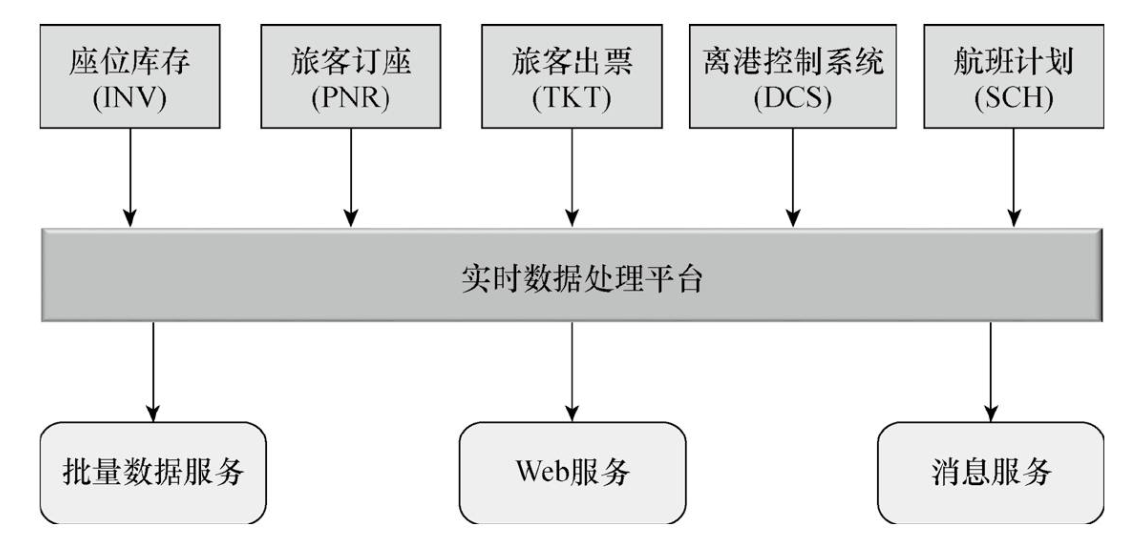 座位库存
(INV)
旅客订座
(PNR)
旅客出票
(TKT)
离港控制系统
(DCS)
航班计划
(SCH)
实时数据处理平台
批量数据服务
Web服务
消息服务